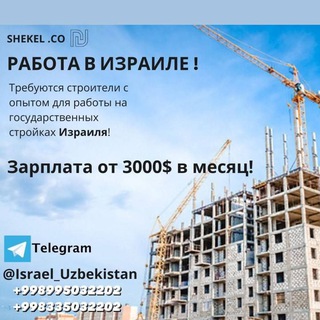 SHEKEL .CO
РАБОТА В ИЗРАИЛЕ !
Требуются строители с
опытом для работы на
государственных
стройках Израиля!
Зарплата от 3000$ в месяц!
Telegram
@Israel_Uzbekistan
+998995032202
+998335032202